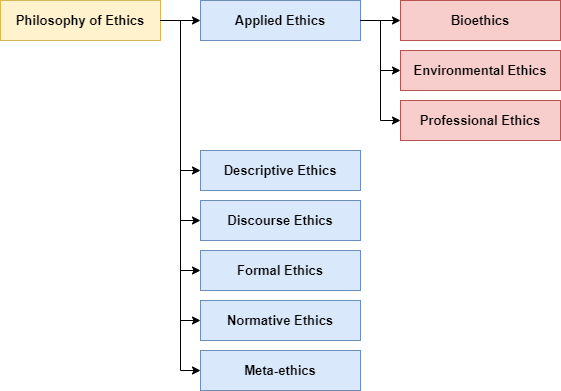 Philosophy of Ethics
Applied Ethics
Bioethics
Environmental Ethics
Professional Ethics
Descriptive Ethics
Discourse Ethics
Formal Ethics
Normative Ethics
Meta-ethics